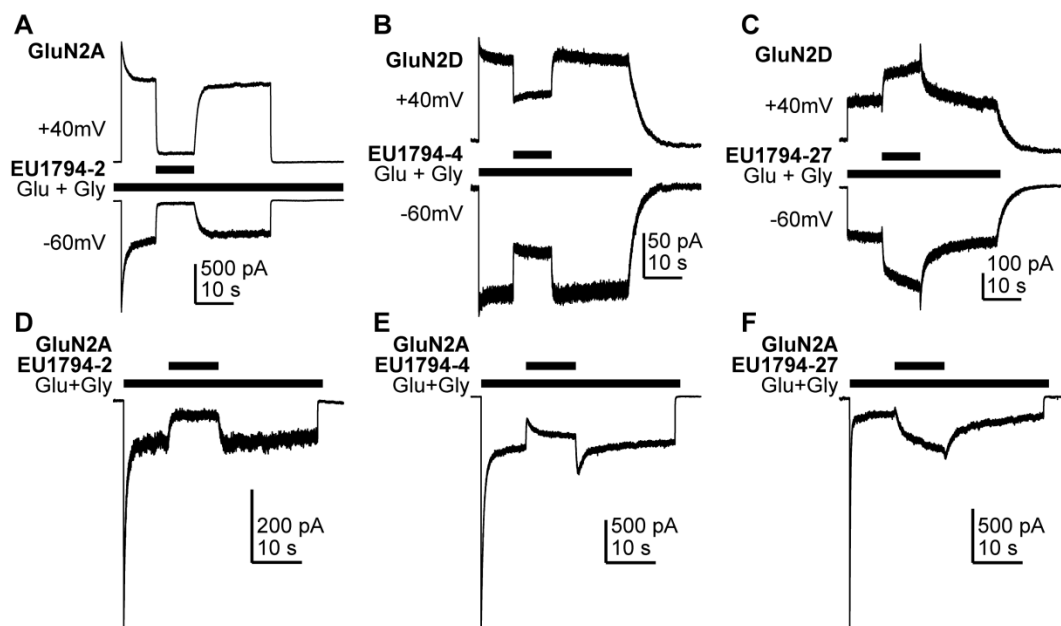 A
GluN2A
+40mV
EU1794-2
Glu + Gly
-60mV
500 pA
10 s
B
GluN2D
+40mV
EU1794-4
Glu + Gly
-60mV
50 pA
10 s
C
GluN2D
+40mV
EU1794-27
Glu + Gly
-60mV
100 pA
10 s
D
GluN2A
EU1794-2
Glu+Gly
200 pA
10 s
E
GluN2A
EU1794-4
Glu+Gly
500 pA
10 s
F
GluN2A
EU1794-27
Glu+Gly
500 pA
10 s